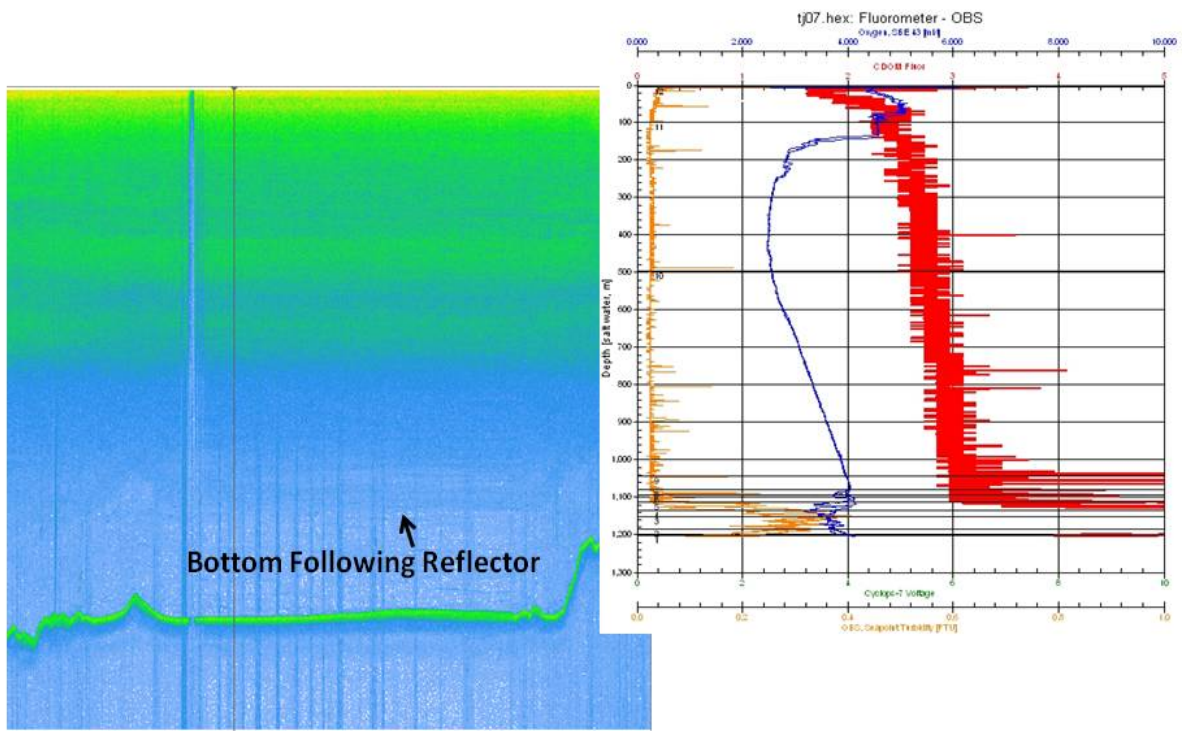 tj07.hex: Fluorometer - OBS
Oxygen, SBE 43 [ml/l]
0.000 2.000 4.000 6.000 8.000 10.000
CDOM Fluor
0 1 2 3 4 5
0
100
11
200
300
400
500
10
600
700
800
900
1,000
1,100
1,200
1,300
Depth [salt water, m]
Bottom Following Reflector
0 2 4 6 8 10
Cyclops-7 Voltage
0.0 0.2 0.4 0.6 0.8 1.0
OBS, Seapoint Turbidity [FTU]